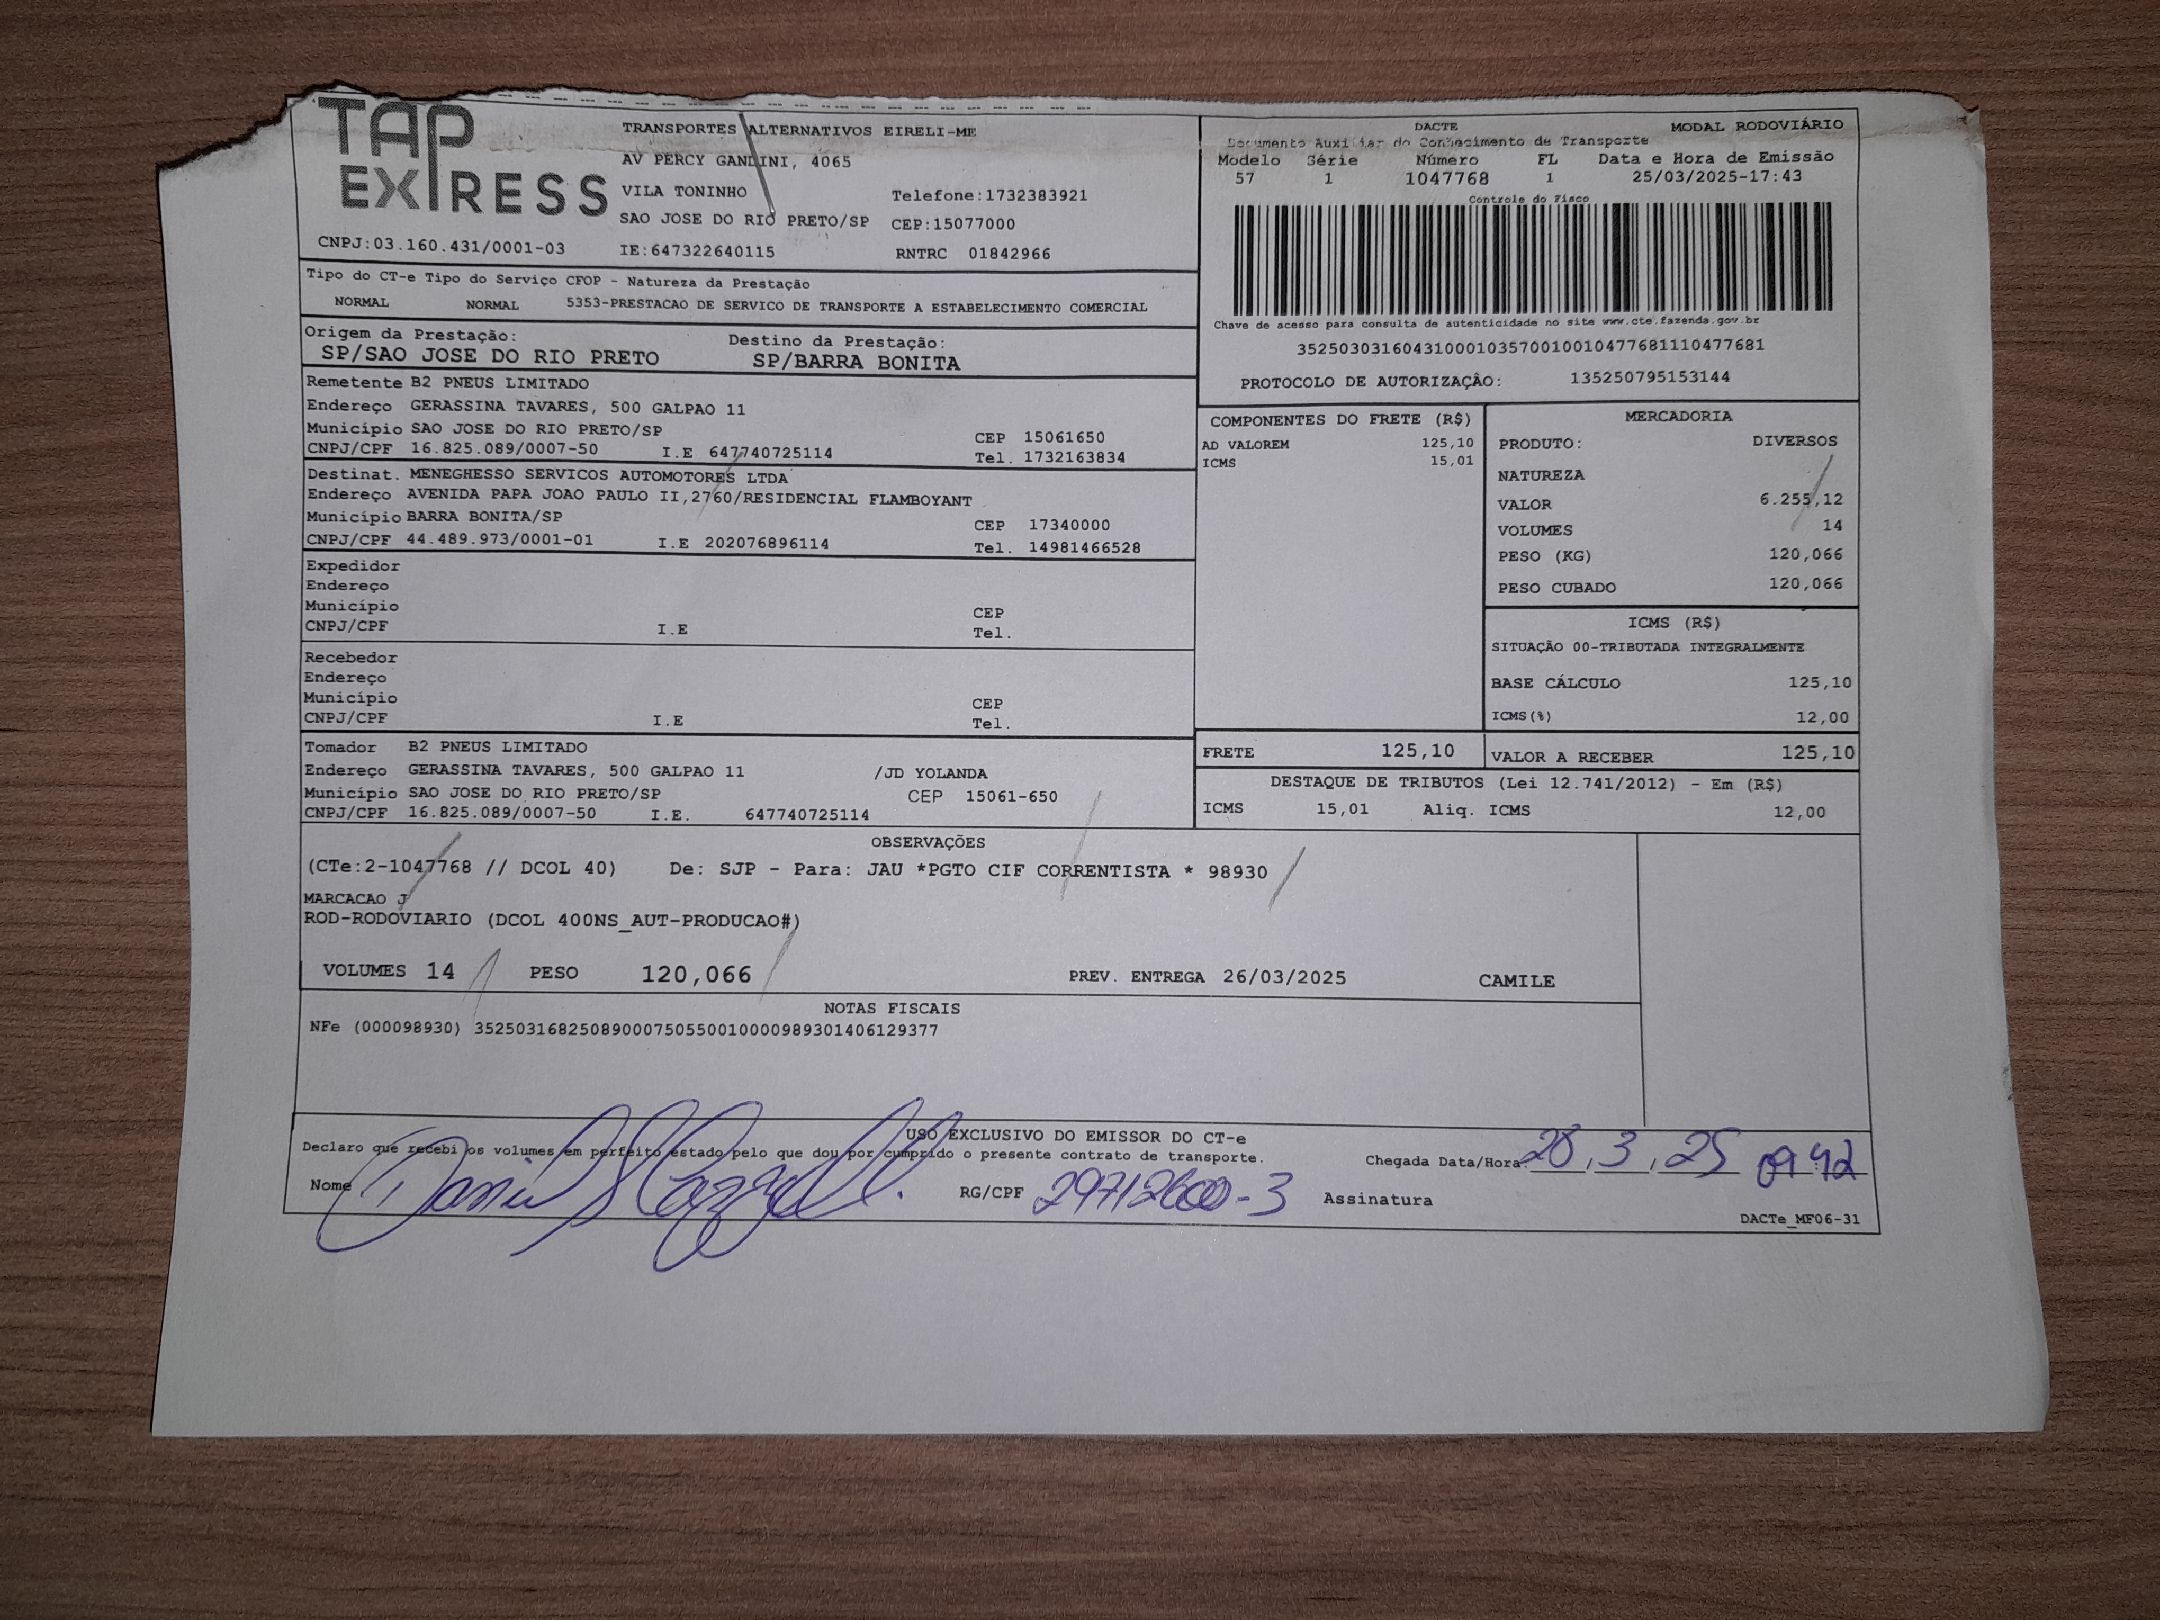 TAP
EXPRESS
TRANSPORTES ALTERNATIVOS EIRELI-ME
AV PERCY GANDINI, 4065
VILA TONINHO Telefone:1732383921
SAO JOSE DO RIO PRETO/SP CEP:15077000
CNPJ:03.160.431/0001-03 IE:647322640115 RNTRC 01842966
DACTE MODAL RODOVIÁRIO
Documento Auxiliar do Conhecimento de Transporte
Modelo Série Número FL Data e Hora de Emissão
57 1 1047768 1 25/03/2025-17:43
Controle do Fisco
Chave de acesso para consulta de autenticidade no site www.cte.fazenda.gov.br
35250303160431000103570010010477681110477681
PROTOCOLO DE AUTORIZAÇÂO: 135250795153144
Tipo do CT-e Tipo do Serviço CFOP - Natureza da Prestação
NORMAL NORMAL 5353-PRESTACAO DE SERVICO DE TRANSPORTE A ESTABELECIMENTO COMERCIAL
Origem da Prestação: Destino da Prestação:
SP/SAO JOSE DO RIO PRETO SP/BARRA BONITA
Remetente B2 PNEUS LIMITADO
Endereço GERASSINA TAVARES, 500 GALPAO 11
Município SAO JOSE DO RIO PRETO/SP CEP 15061650
CNPJ/CPF 16.825.089/0007-50 I.E 647740725114 Tel. 1732163834
Destinat. MENEGHESSO SERVICOS AUTOMOTORES LTDA
Endereço AVENIDA PAPA JOAO PAULO II,2760/RESIDENCIAL FLAMBOYANT
Município BARRA BONITA/SP CEP 17340000
CNPJ/CPF 44.489.973/0001-01 I.E 202076896114 Tel. 14981466528
Expedidor
Endereço
Município CEP
CNPJ/CPF I.E Tel.
Recebedor
Endereço
Município CEP
CNPJ/CPF I.E Tel.
Tomador B2 PNEUS LIMITADO
Endereço GERASSINA TAVARES, 500 GALPAO 11 /JD YOLANDA
Município SAO JOSE DO RIO PRETO/SP CEP 15061-650
CNPJ/CPF 16.825.089/0007-50 I.E. 647740725114
COMPONENTES DO FRETE (R$)
AD VALOREM 125,10
ICMS 15,01
MERCADORIA
PRODUTO: DIVERSOS
NATUREZA
VALOR 6.255,12
VOLUMES 14
PESO (KG) 120,066
PESO CUBADO 120,066
ICMS (R$)
SITUAÇÃO 00-TRIBUTADA INTEGRALMENTE
BASE CÁLCULO 125,10
ICMS(%) 12,00
FRETE 125,10 VALOR A RECEBER 125,10
DESTAQUE DE TRIBUTOS (Lei 12.741/2012) - Em (R$)
ICMS 15,01 Aliq. ICMS 12,00
OBSERVAÇÕES
(CTe:2-1047768 // DCOL 40) De: SJP - Para: JAU *PGTO CIF CORRENTISTA * 98930
MARCACAO J
ROD-RODOVIARIO (DCOL 400NS_AUT-PRODUCAO#)
VOLUMES 14 PESO 120,066 PREV. ENTREGA 26/03/2025 CAMILE
NOTAS FISCAIS
NFe (000098930) 35250316825089000750550010000989301406129377
USO EXCLUSIVO DO EMISSOR DO CT-e
Declaro que recebi os volumes em perfeito estado pelo que dou por cumprido o presente contrato de transporte. Chegada Data/Hora 28,3,25 0942
Nome Daniel RG/CPF 29712600-3 Assinatura
DACTe_MF06-31